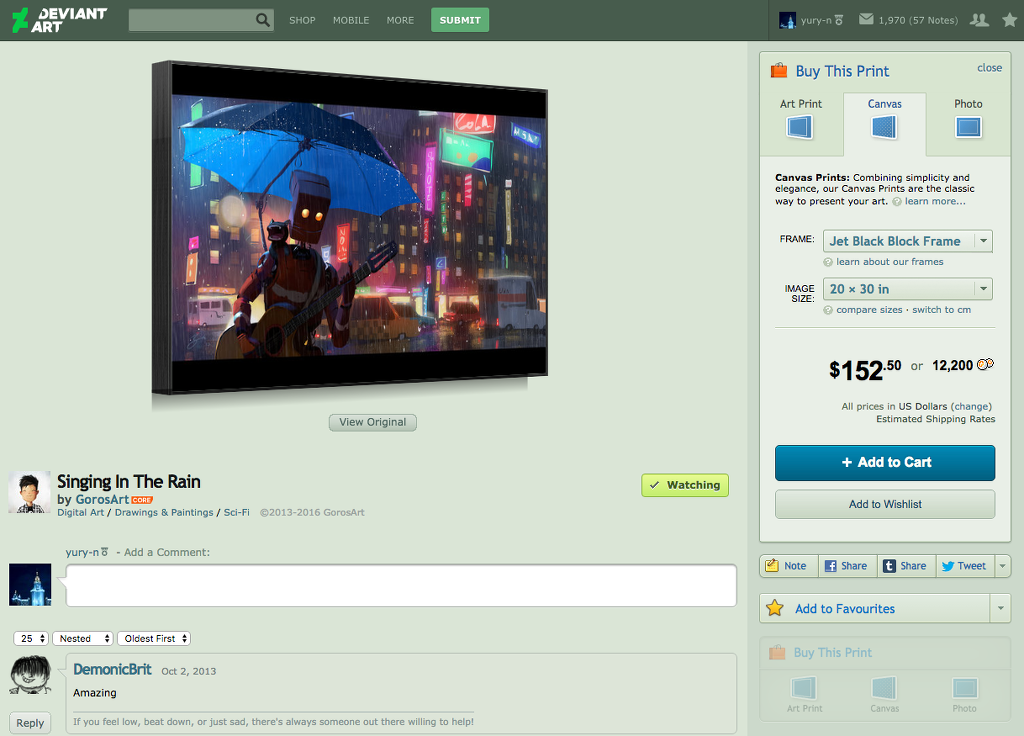 DEVIANT
ART
SHOP
MOBILE
MORE
SUBMIT
yury-n
1,970 (57 Notes)
Buy This Print
close
Art Print
Canvas
Photo
Canvas Prints: Combining simplicity and
elegance, our Canvas Prints are the classic
way to present your art. ? learn more...
FRAME:
Jet Black Block Frame
? learn about our frames
IMAGE
SIZE:
20 × 30 in
? compare sizes · switch to cm
$152.50 or 12,200
All prices in US Dollars (change)
Estimated Shipping Rates
+ Add to Cart
Add to Wishlist
Note
Share
Share
Tweet
Add to Favourites
Buy This Print
Art Print
Canvas
Photo
Cola
View Original
Singing In The Rain
by GorosArt CORE
Digital Art / Drawings & Paintings / Sci-Fi ©2013-2016 GorosArt
Watching
yury-n - Add a Comment:
25
Nested
Oldest First
DemonicBrit Oct 2, 2013
Amazing
If you feel low, beat down, or just sad, there's always someone out there willing to help!
Reply